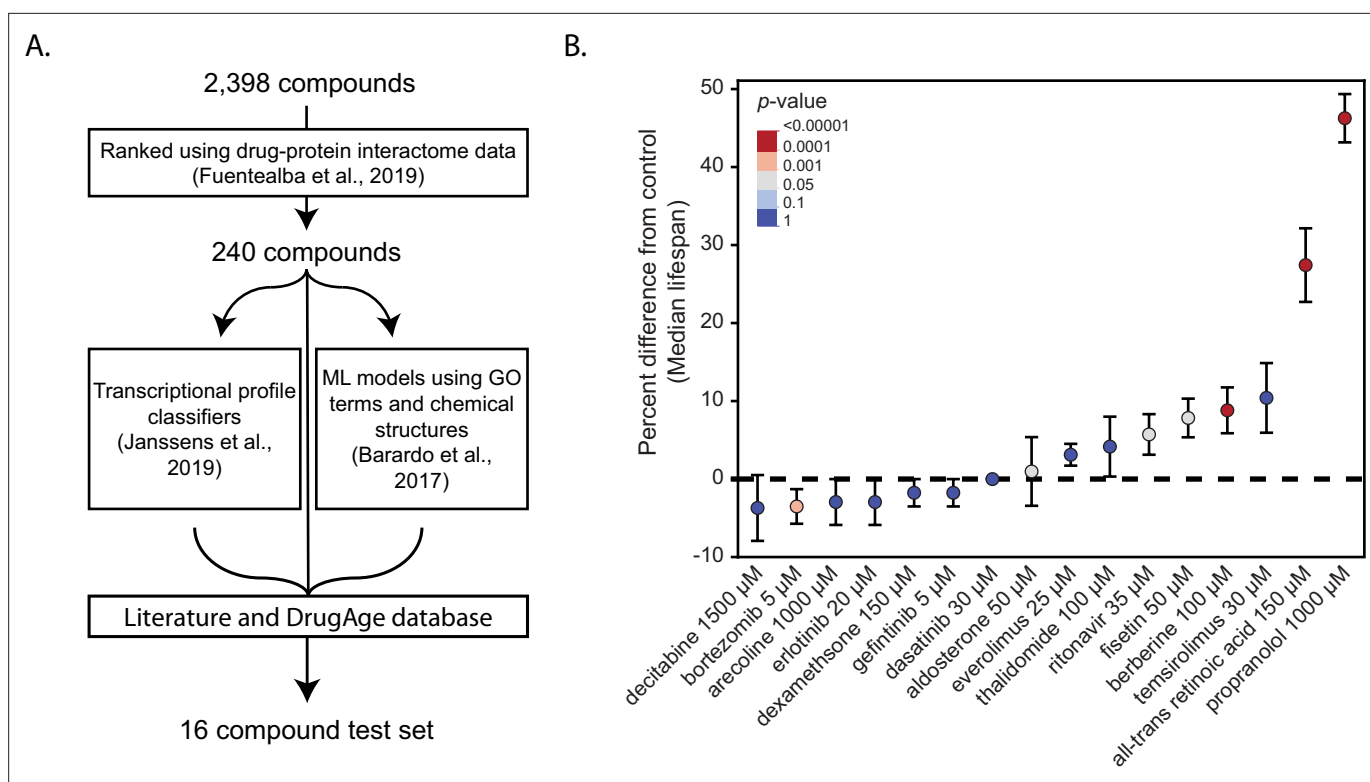 A.
2,398 compounds
Ranked using drug-protein interactome data
(Fuentealba et al., 2019)
240 compounds
Transcriptional profile
classifiers
(Janssens et al.,
2019)
ML models using GO
terms and chemical
structures
(Barardo et al.,
2017)
Literature and DrugAge database
16 compound test set
B.
Percent difference from control
(Median lifespan)
50
40
30
20
10
0
-10
p-value
<0.00001
0.0001
0.001
0.05
0.1
1
decitabine 1500 µM
bortezomib 5 µM
arecoline 1000 µM
erlotinib 20 µM
dexamethsone 150 µM
gefintinib 5 µM
dasatinib 30 µM
aldosterone 50 µM
everolimus 25 µM
thalidomide 100 µM
ritonavir 35 µM
fisetin 50 µM
berberine 100 µM
temsirolimus 30 µM
all-trans retinoic acid 150 µM
propranolol 1000 µM